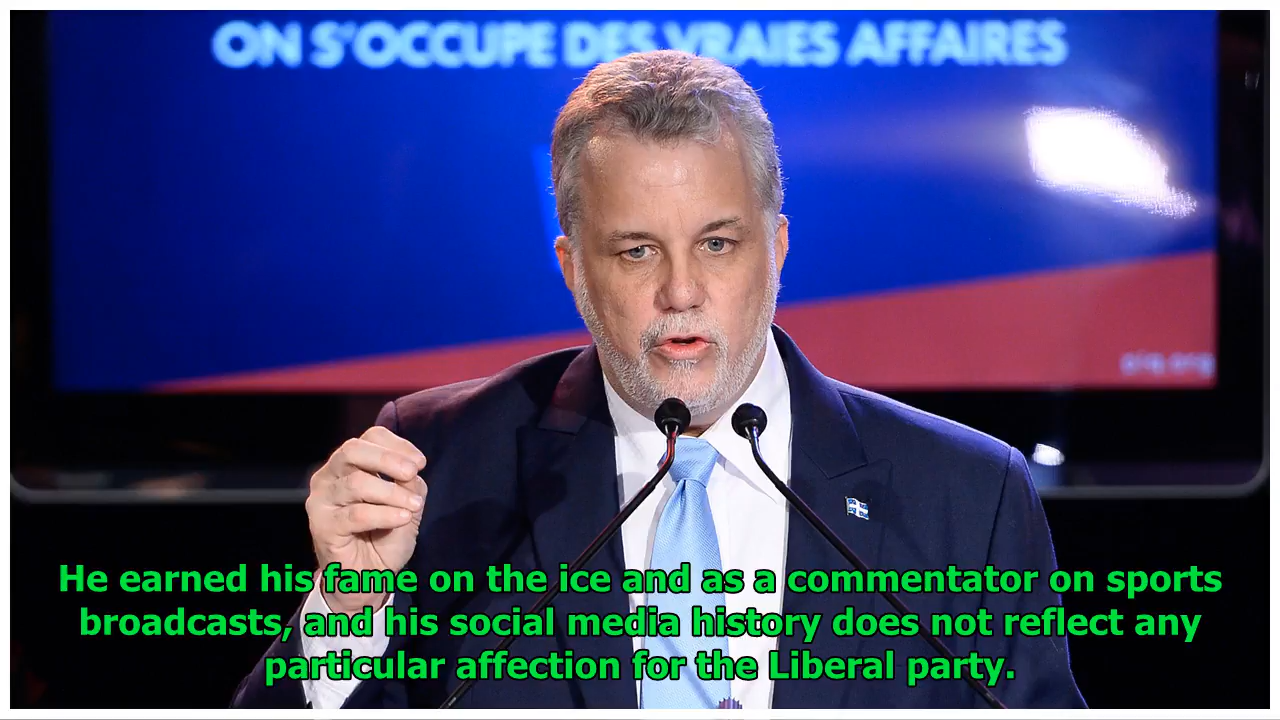 ON S'OCCUPE DES VRAIES AFFAIRES
He earned his fame on the ice and as a commentator on sports
broadcasts, and his social media history does not reflect any
particular affection for the Liberal party.